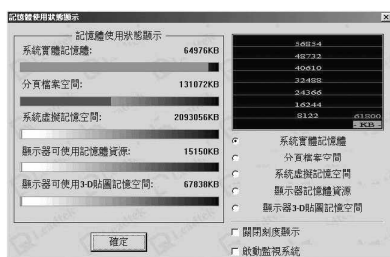 記憶體使用狀態顯示
記憶體使用狀態顯示
系統實體記憶體: 64976KB
分頁檔案空間: 131072KB
系統虛擬記憶空間: 2093056KB
顯示器可使用記憶體資源: 15150KB
顯示器可使用3-D貼圖記憶空間: 67838KB
確定
56854
48732
40610
32488
24366
16244
8122 61800
- KB -
系統實體記憶體
分頁檔案空間
系統虛擬記憶空間
顯示器記憶體資源
顯示器3-D貼圖記憶空間
關閉刻度顯示
啟動監視系統